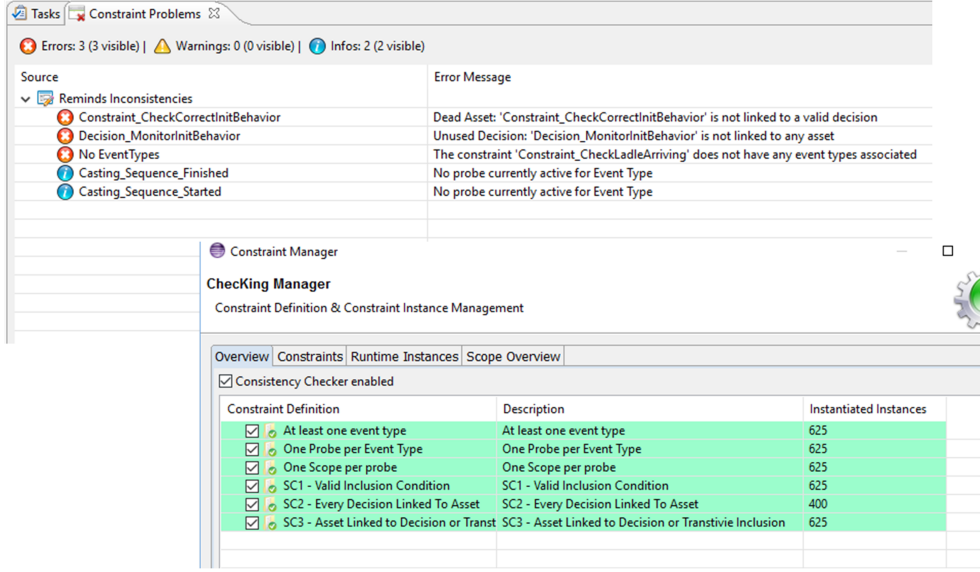 Tasks Constraint Problems
Errors: 3 (3 visible) | Warnings: 0 (0 visible) | Infos: 2 (2 visible)
Source Error Message
Reminds Inconsistencies
Constraint_CheckCorrectInitBehavior Dead Asset: 'Constraint_CheckCorrectInitBehavior' is not linked to a valid decision
Decision_MonitorInitBehavior Unused Decision: 'Decision_MonitorInitBehavior' is not linked to any asset
No EventTypes The constraint 'Constraint_CheckLadleArriving' does not have any event types associated
Casting_Sequence_Finished No probe currently active for Event Type
Casting_Sequence_Started No probe currently active for Event Type
Constraint Manager
ChecKing Manager
Constraint Definition & Constraint Instance Management
Overview Constraints Runtime Instances Scope Overview
Consistency Checker enabled
Constraint Definition Description Instantiated Instances
At least one event type At least one event type 625
One Probe per Event Type One Probe per Event Type 625
One Scope per probe One Scope per probe 625
SC1 - Valid Inclusion Condition SC1 - Valid Inclusion Condition 625
SC2 - Every Decision Linked To Asset SC2 - Every Decision Linked To Asset 400
SC3 - Asset Linked to Decision or Transt SC3 - Asset Linked to Decision or Transtivie Inclusion 625